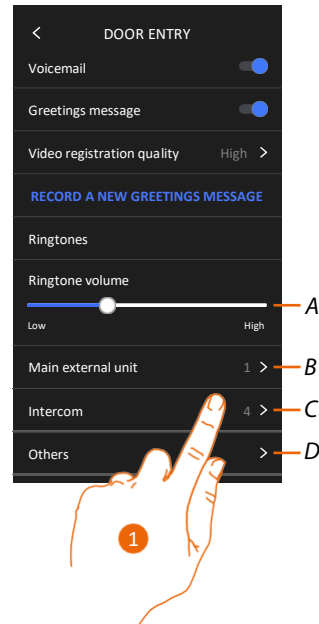 < DOOR ENTRY
Voicemail
Greetings message
Video registration quality High >
RECORD A NEW GREETINGS MESSAGE
Ringtones
Ringtone volume
A
Low High
Main external unit 1 > B
Intercom 4 > C
Others > D
1